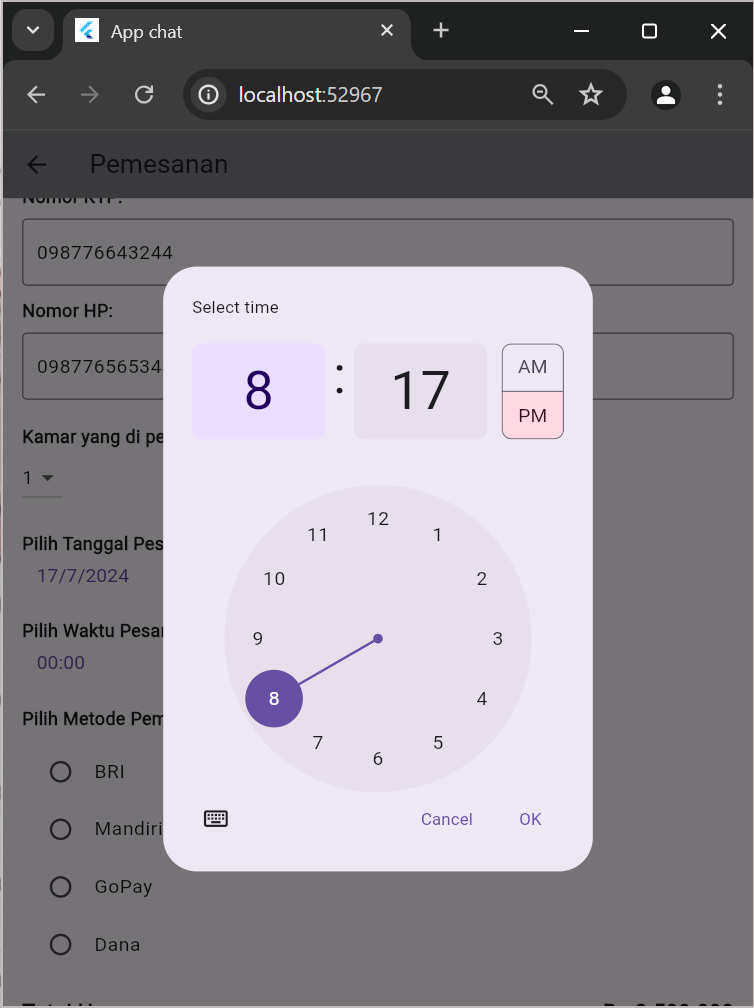 App chat
localhost:52967
Pemesanan
Nomor KTP:
098776643244
Nomor HP:
09877656534
Kamar yang di pe
1
Pilih Tanggal Pes
17/7/2024
Pilih Waktu Pesan
00:00
Pilih Metode Pem
BRI
Mandiri
GoPay
Dana
Select time
8 : 17
AM
PM
12
11 1
10 2
9 3
8 4
7 5
6
Cancel OK